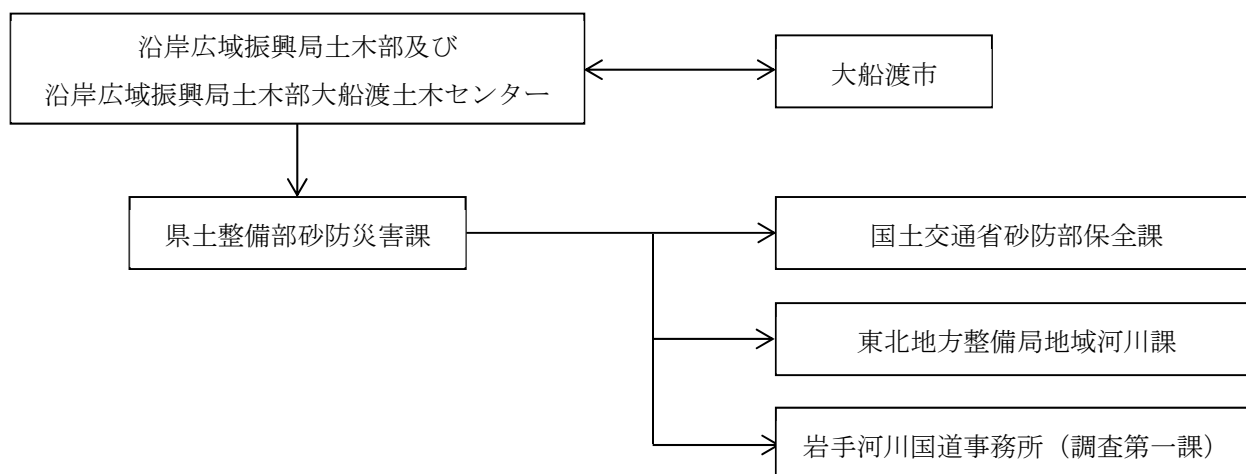 沿岸広域振興局土木部及び
沿岸広域振興局土木部大船渡土木センター
大船渡市
県土整備部砂防災害課
国土交通省砂防部保全課
東北地方整備局地域河川課
岩手河川国道事務所（調査第一課）